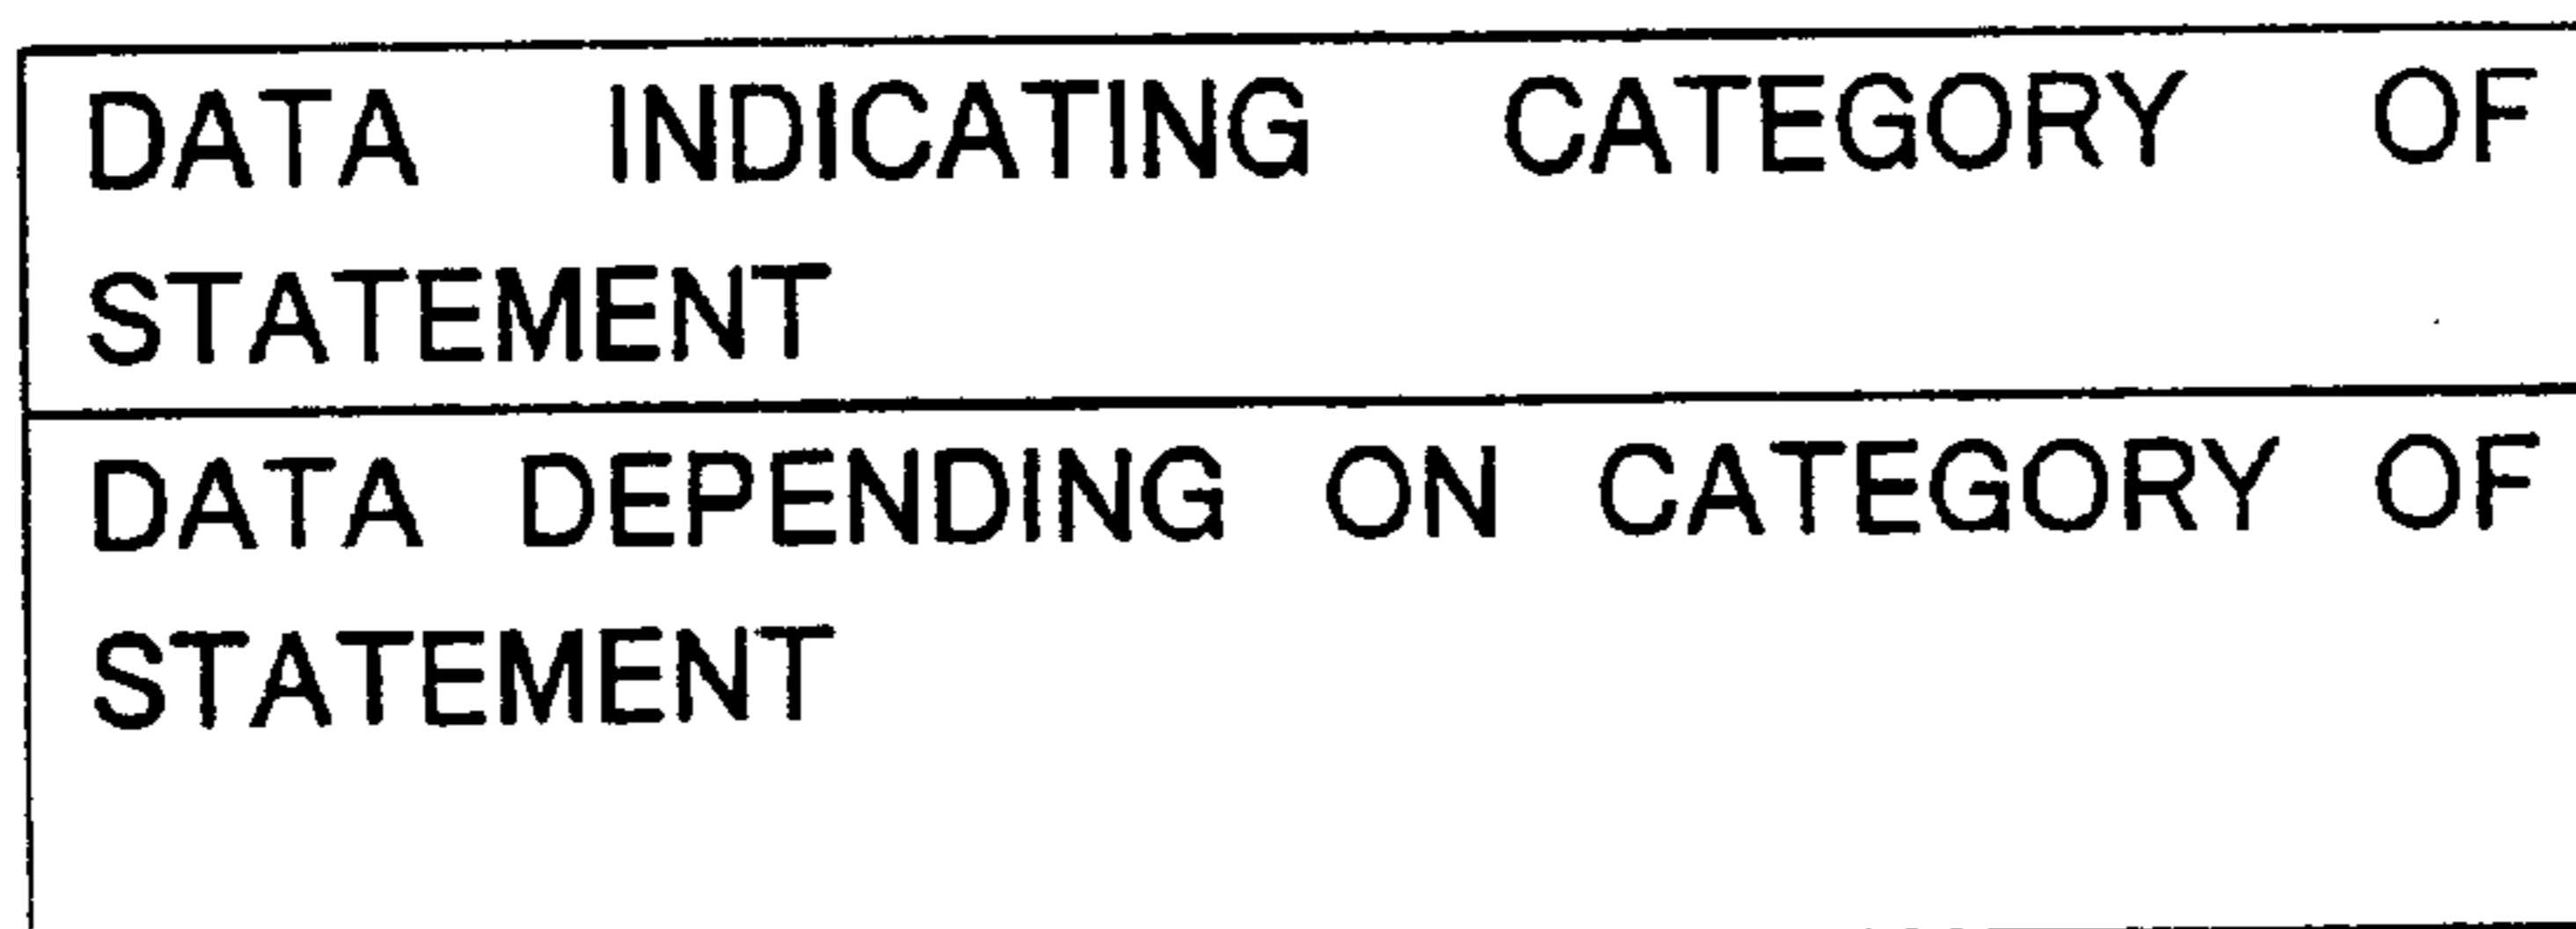 DATA INDICATING CATEGORY OF
STATEMENT
DATA DEPENDING ON CATEGORY OF
STATEMENT